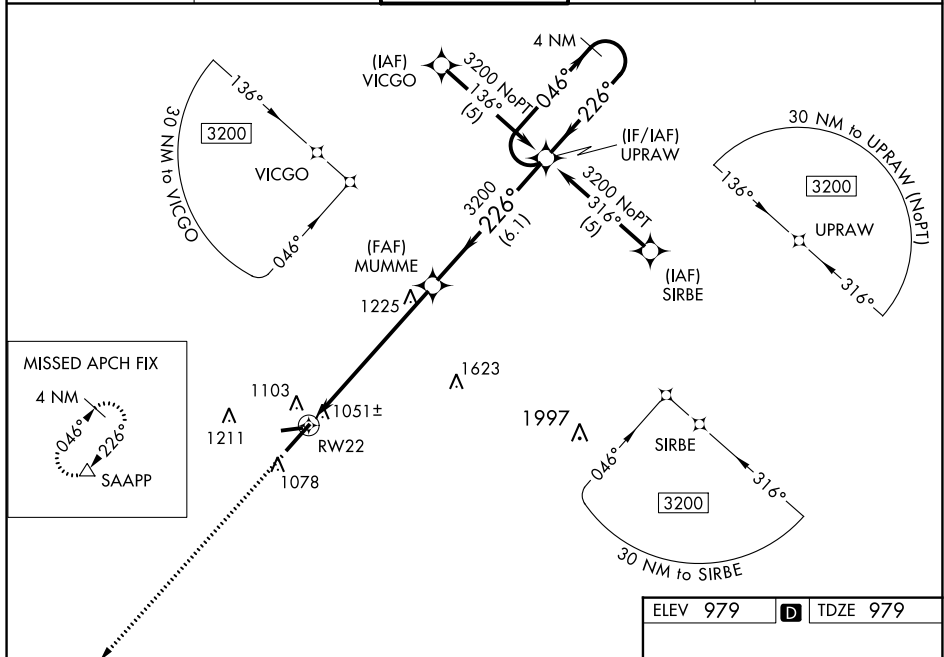 4 NM
046°
226°
(IAF)
VICGO
3200 NoPT
136°
(5)
(IF/IAF)
UPRAW
3200 NoPT
316°
(5)
(IAF)
SIRBE
3200
226°
(6.1)
(FAF)
MUMME
1225
136°
3200
30 NM to VICGO
VICGO
046°
30 NM to UPRAW (NoPT)
136°
3200
UPRAW
316°
MISSED APCH FIX
4 NM
046°
226°
SAAPP
1103
1051±
1211
RW22
1078
1623
1997
SIRBE
046°
316°
3200
30 NM to SIRBE
ELEV 979 D TDZE 979